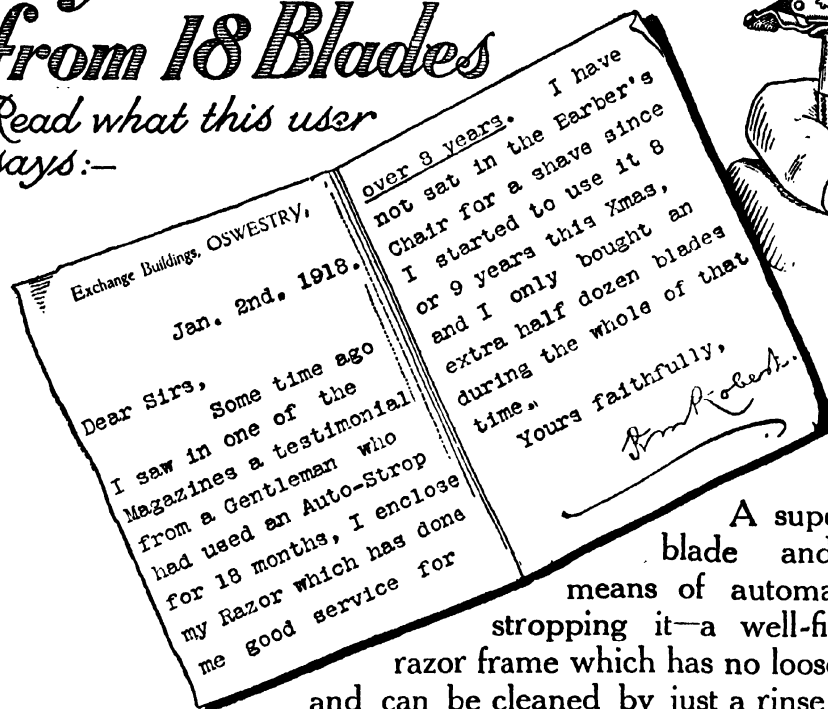 from 18 Blades
Read what this user
says:—
Exchange Buildings, OSWESTRY,
Jan. 2nd, 1918.
Dear Sirs,
Some time ago
I saw in one of the
Magazines a testimonial
from a Gentleman who
had used an Auto-Strop
for 18 months, I enclose
my Razor which has done
me good service for
over 8 years. I have
not sat in the Barber's
Chair for a shave since
I started to use it 8
or 9 years this Xmas,
and I only bought an
extra half dozen blades
during the whole of that
time.
Yours faithfully,
A
blade and
means of
stropping it—a
razor frame which has no
and can be cleaned by just a rinse